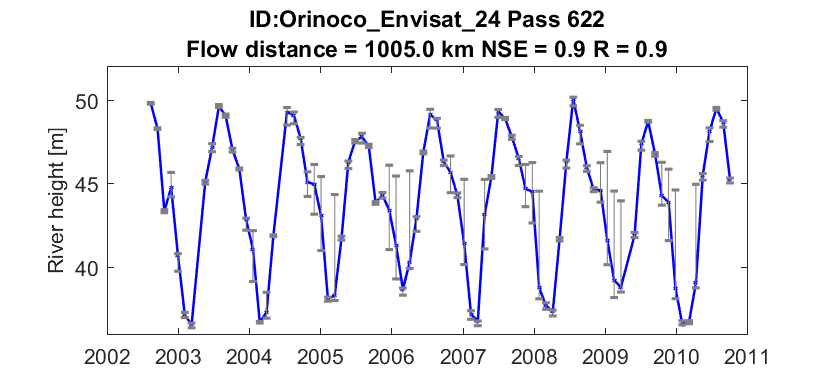 ID:Orinoco_Envisat_24 Pass 622
Flow distance = 1005.0 km NSE = 0.9 R = 0.9
River height [m]
50
45
40
2002 2003 2004 2005 2006 2007 2008 2009 2010 2011